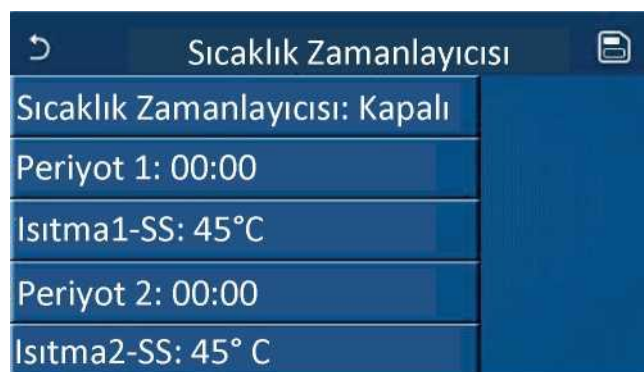 Sıcaklık Zamanlayıcısı
Sıcaklık Zamanlayıcısı: Kapalı
Periyot 1: 00:00
Isıtma1-SS: 45°C
Periyot 2: 00:00
Isıtma2-SS: 45° C